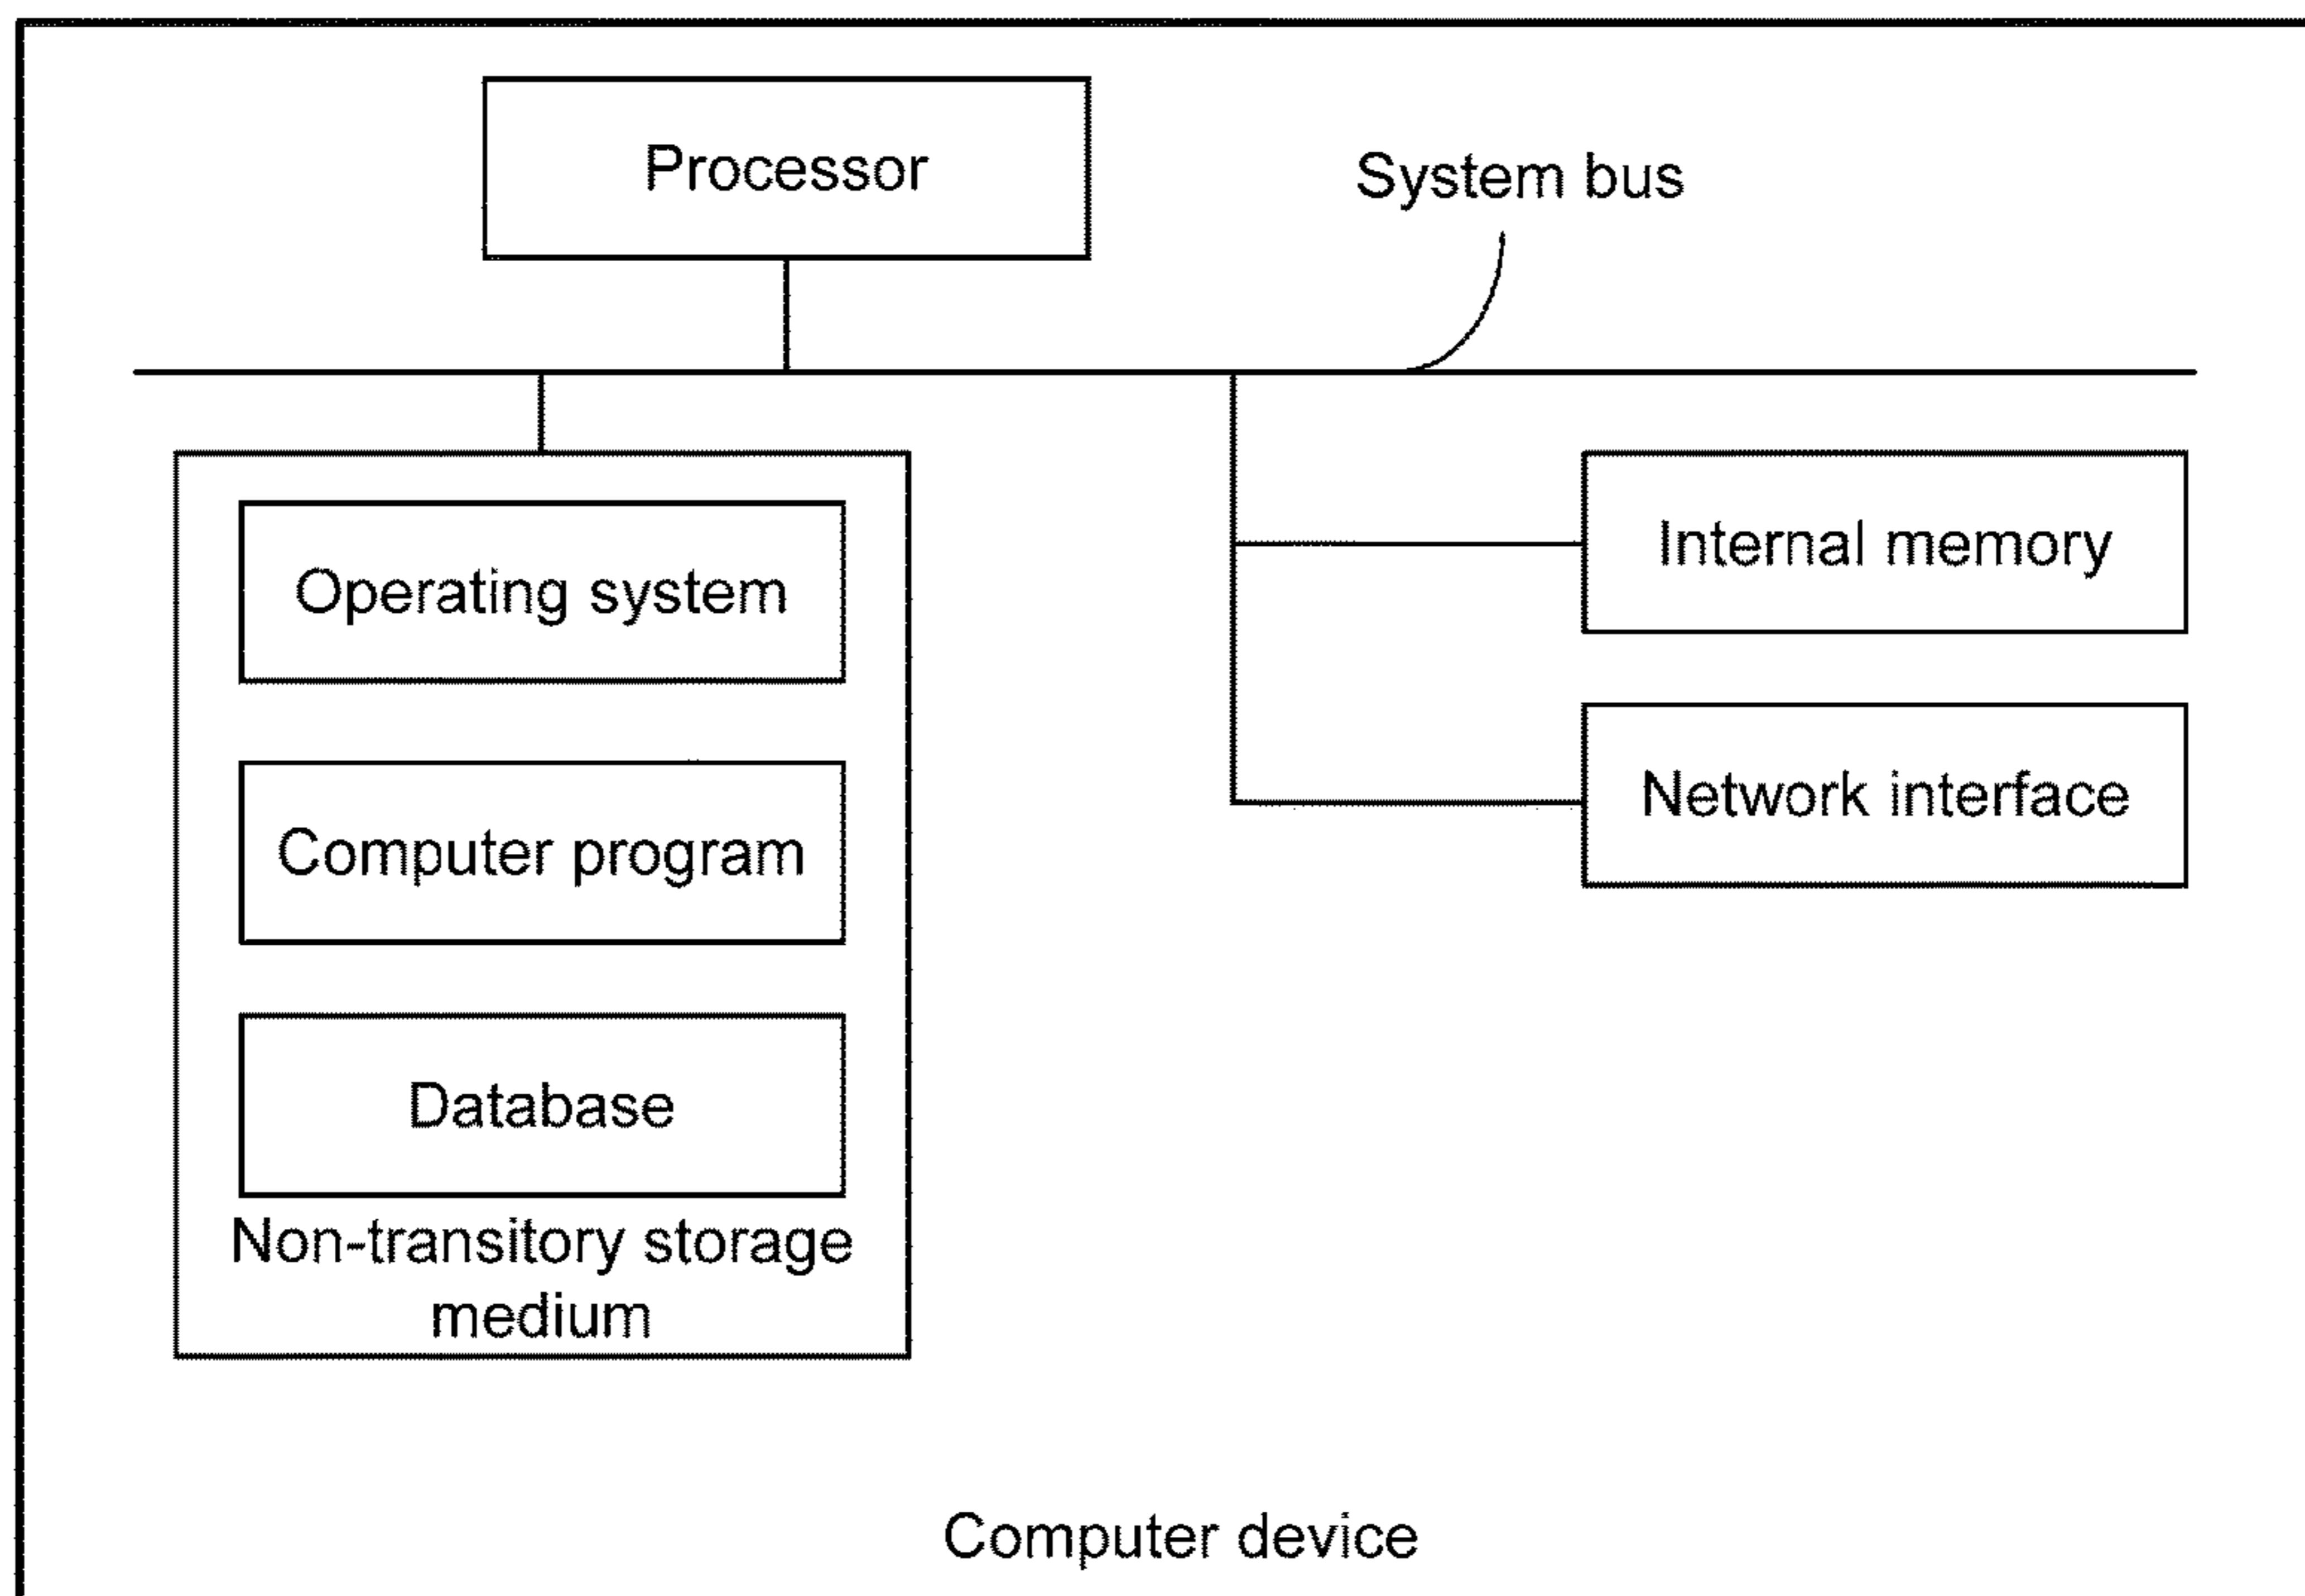 Processor
System bus
Operating system
Internal memory
Computer program
Network interface
Database
Non-transitory storage
medium
Computer device